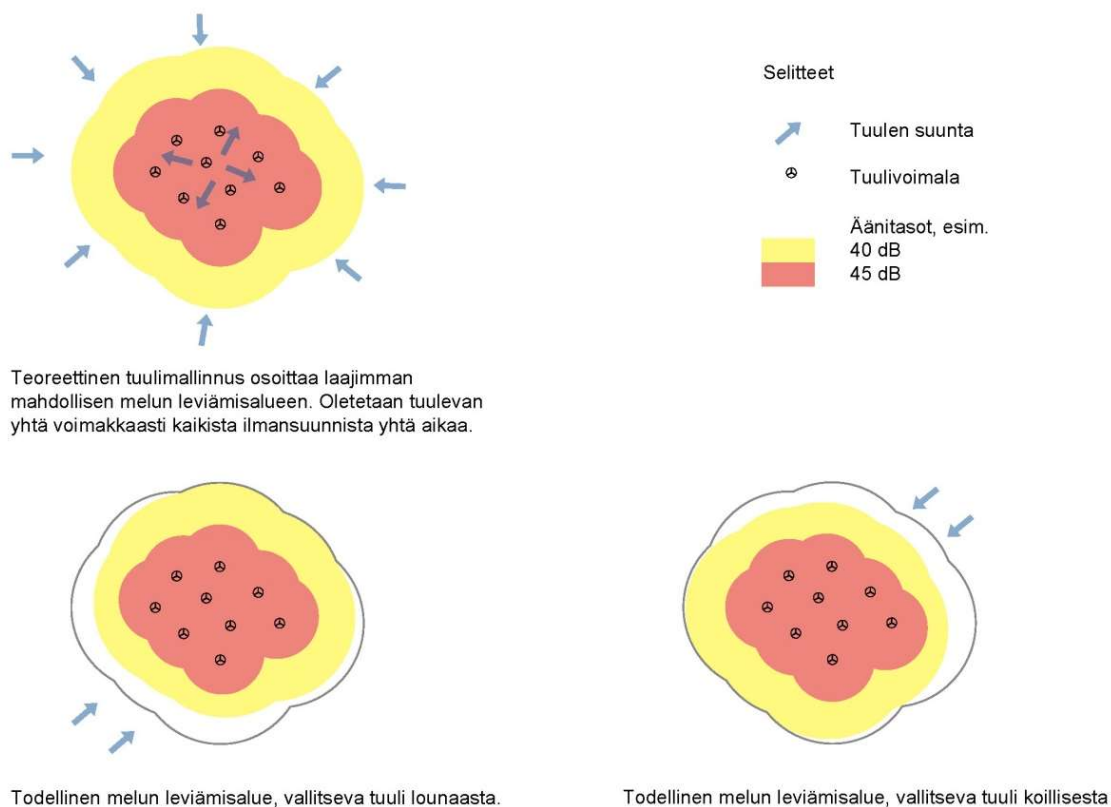 Selitteet
Tuulen suunta
Tuulivoimala
Äänitasot, esim.
40 dB
45 dB
Teoreettinen tuulimallinnus osoittaa laajimman
mahdollisen melun leviämisalueen. Oletetaan tuulevan
yhtä voimakkaasti kaikista ilmansuunnista yhtä aikaa.
Todellinen melun leviämisalue, vallitseva tuuli lounaasta.
Todellinen melun leviämisalue, vallitseva tuuli koillisesta